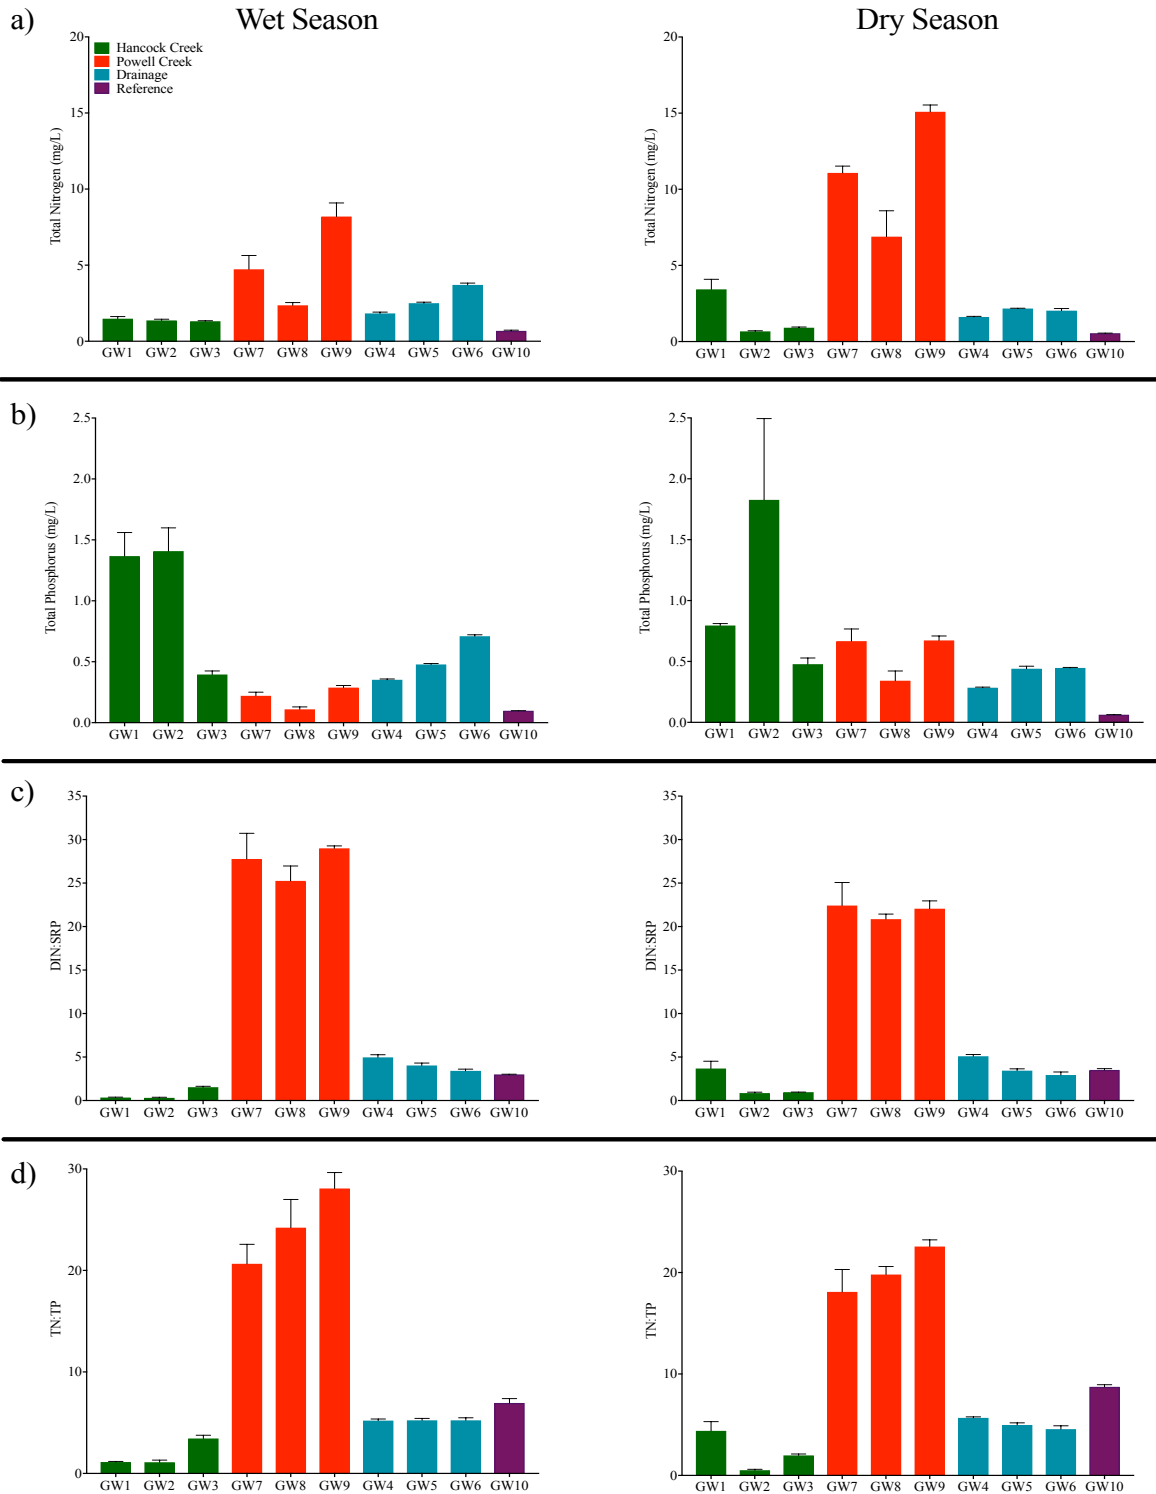 a)
Wet Season
Dry Season
Hancock Creek
Powell Creek
Drainage
Reference
Total Nitrogen (mg/L)
20
15
10
5
0
GW1 GW2 GW3 GW7 GW8 GW9 GW4 GW5 GW6 GW10
Total Nitrogen (mg/L)
20
15
10
5
0
GW1 GW2 GW3 GW7 GW8 GW9 GW4 GW5 GW6 GW10
b)
Total Phosphorus (mg/L)
2.5
2.0
1.5
1.0
0.5
0.0
GW1 GW2 GW3 GW7 GW8 GW9 GW4 GW5 GW6 GW10
Total Phosphorus (mg/L)
2.5
2.0
1.5
1.0
0.5
0.0
GW1 GW2 GW3 GW7 GW8 GW9 GW4 GW5 GW6 GW10
c)
DIN:SRP
35
30
25
20
15
10
5
0
GW1 GW2 GW3 GW7 GW8 GW9 GW4 GW5 GW6 GW10
DIN:SRP
35
30
25
20
15
10
5
0
GW1 GW2 GW3 GW7 GW8 GW9 GW4 GW5 GW6 GW10
d)
TN:TP
30
20
10
0
GW1 GW2 GW3 GW7 GW8 GW9 GW4 GW5 GW6 GW10
TN:TP
30
20
10
0
GW1 GW2 GW3 GW7 GW8 GW9 GW4 GW5 GW6 GW10